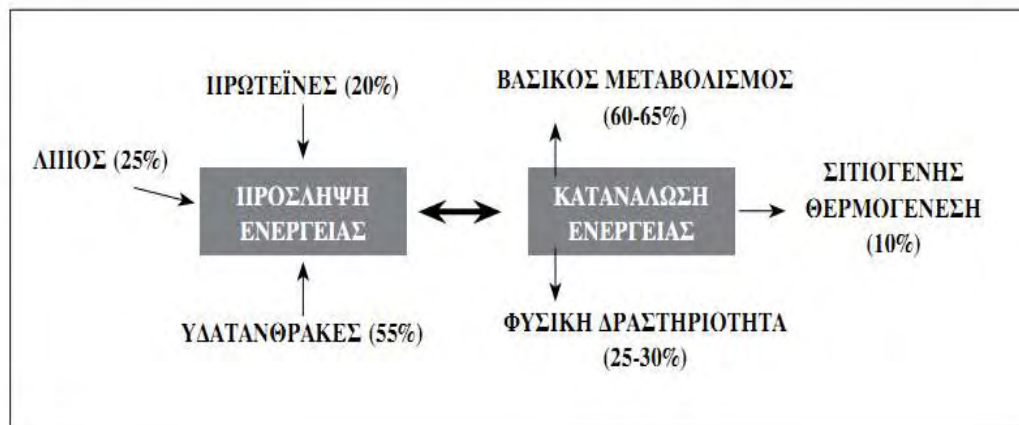 ΠΡΩΤΕΪΝΕΣ (20%)
ΛΙΠΟΣ (25%)
ΠΡΟΣΛΗΨΗ
ΕΝΕΡΓΕΙΑΣ
ΥΔΑΤΑΝΘΡΑΚΕΣ (55%)
ΒΑΣΙΚΟΣ ΜΕΤΑΒΟΛΙΣΜΟΣ
(60-65%)
ΚΑΤΑΝΑΛΩΣΗ
ΕΝΕΡΓΕΙΑΣ
ΣΙΤΙΟΓΕΝΗΣ
ΘΕΡΜΟΓΕΝΕΣΗ
(10%)
ΦΥΣΙΚΗ ΔΡΑΣΤΗΡΙΟΤΗΤΑ
(25-30%)